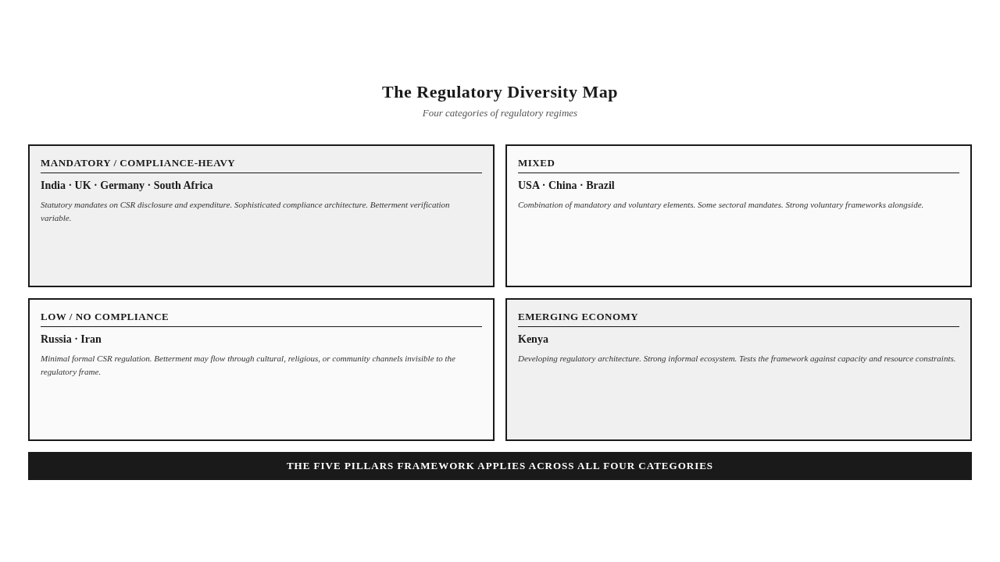 The Regulatory Diversity Map
Four categories of regulatory regimes
MANDATORY / COMPLIANCE-HEAVY
India · UK · Germany · South Africa
Statutory mandates on CSR disclosure and expenditure. Sophisticated compliance architecture. Betterment verification
variable.
MIXED
USA · China · Brazil
Combination of mandatory and voluntary elements. Some sectoral mandates. Strong voluntary frameworks alongside.
LOW / NO COMPLIANCE
Russia · Iran
Minimal formal CSR regulation. Betterment may flow through cultural, religious, or community channels invisible to the
regulatory frame.
EMERGING ECONOMY
Kenya
Developing regulatory architecture. Strong informal ecosystem. Tests the framework against capacity and resource constraints.
THE FIVE PILLARS FRAMEWORK APPLIES ACROSS ALL FOUR CATEGORIES